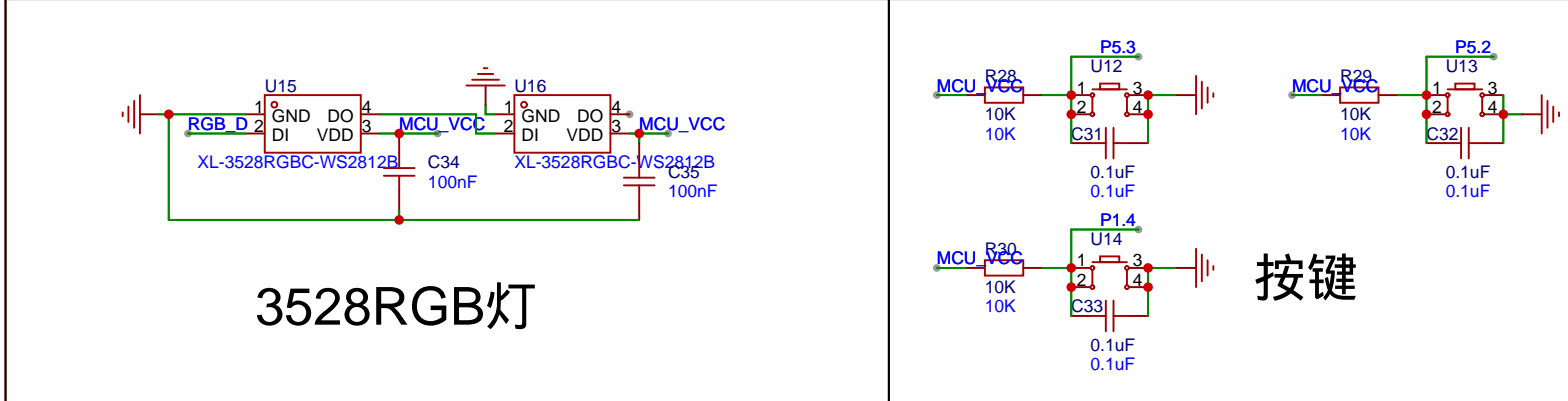 U15
1 GND DO 4
RGB_D 2 DI VDD 3 MCU_VCC
XL-3528RGBC-WS2812B
C34
100nF
U16
1 GND DO 4
2 DI VDD 3 MCU_VCC
XL-3528RGBC-WS2812B
C35
100nF
3528RGB灯
P5.3
U12
R28
MCU_VCC
1 3
2 4
10K
10K
C31
0.1uF
0.1uF
P5.2
U13
R29
MCU_VCC
1 3
2 4
10K
10K
C32
0.1uF
0.1uF
P1.4
U14
R30
MCU_VCC
1 3
2 4
10K
10K
C33
0.1uF
0.1uF
按键